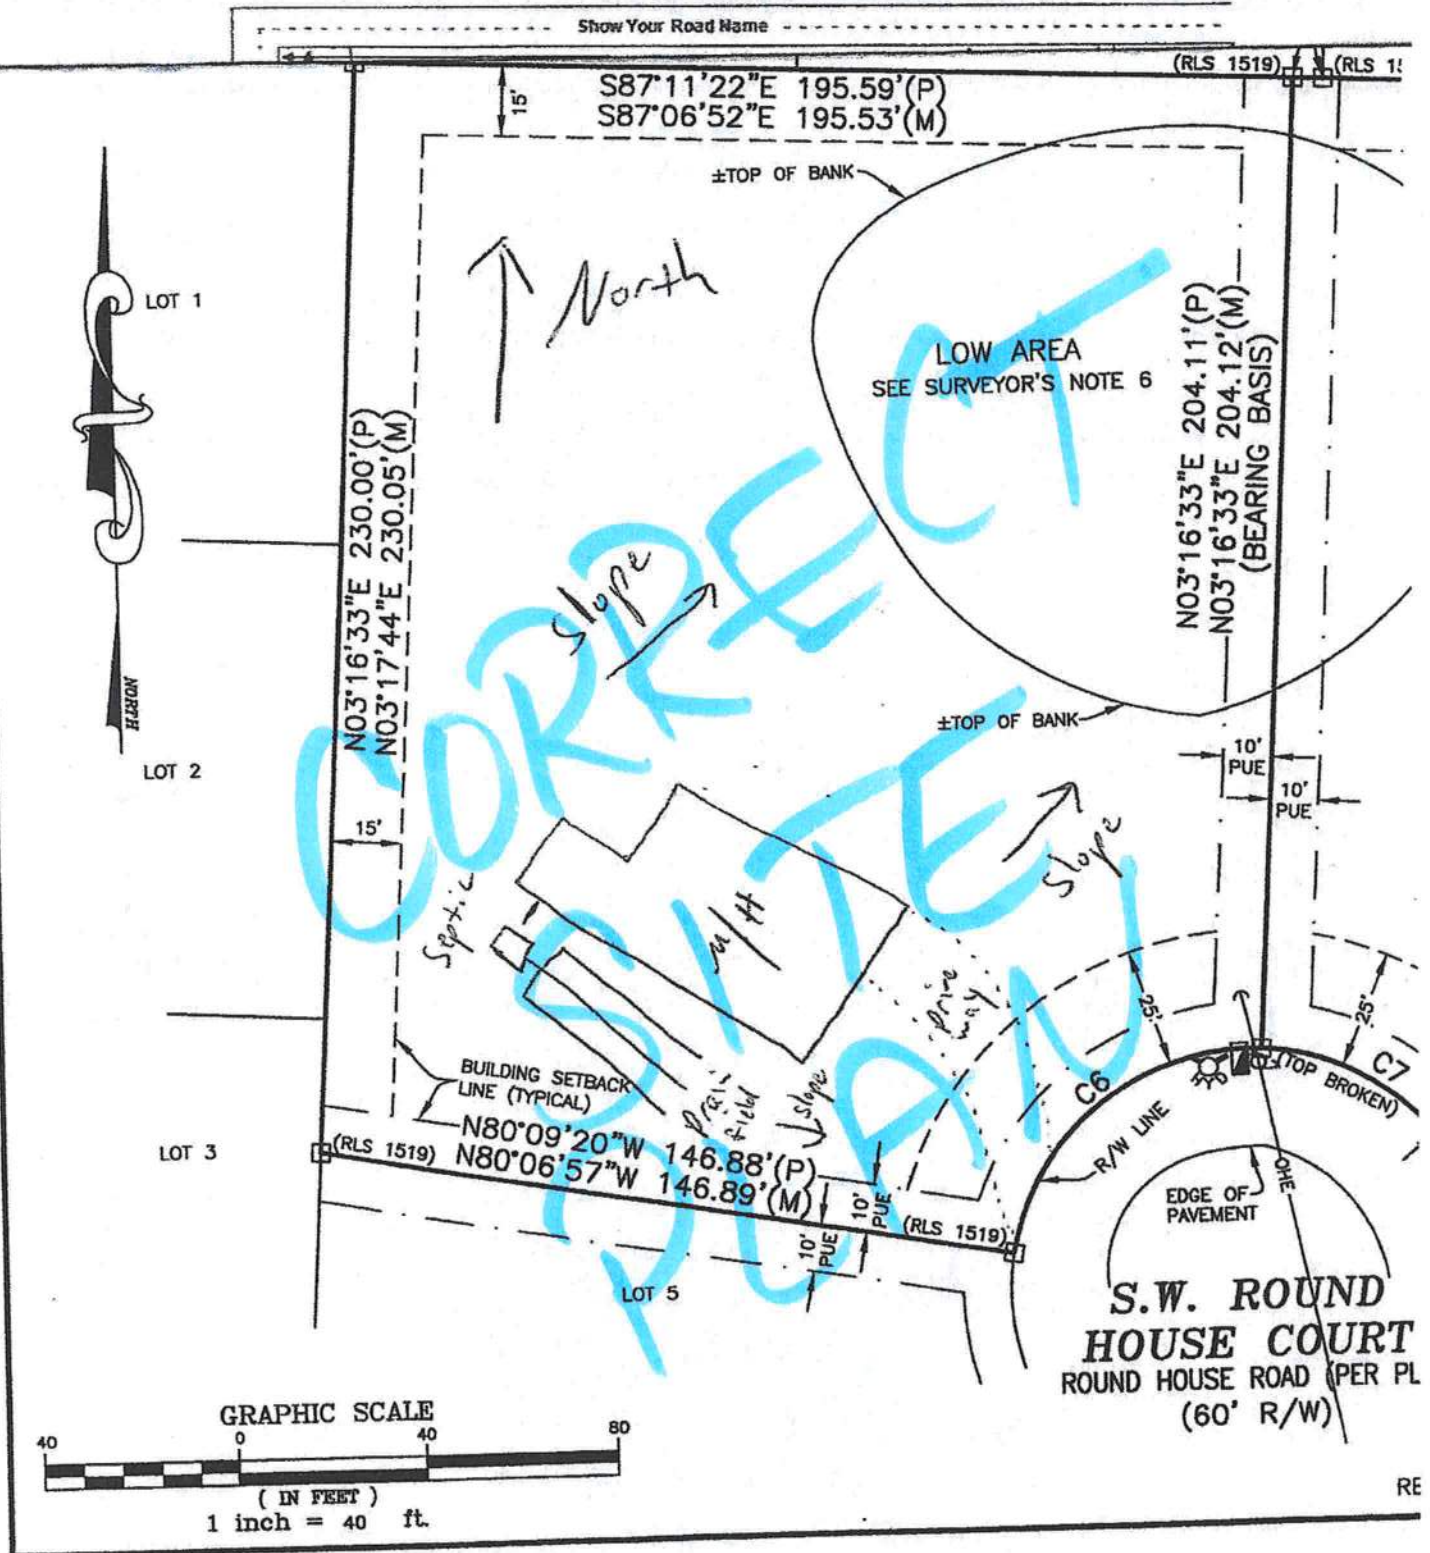 Show Your Road Name
(RLS 1519)
(RLS 15
S87°11'22"E 195.59'(P)
S87°06'52"E 195.53'(M)
15'
±TOP OF BANK
North
LOT 1
LOW AREA
SEE SURVEYOR'S NOTE 6
N03°16'33"E 204.11'(P)
N03°16'33"E 204.12'(M)
(BEARING BASIS)
N03°16'33"E 230.00'(P)
N03°17'44"E 230.05'(M)
CORRECT
SITE
PLAN
Slope
NORTH
±TOP OF BANK
LOT 2
10'
PUE
10'
PUE
15'
Slope
Septic
M/H
Drive
way
25'
25'
BUILDING SETBACK
LINE (TYPICAL)
Drain
field
Slope
C6
HYD
(TOP BROKEN)
C7
R/W LINE
LOT 3
(RLS 1519)
N80°09'20"W 146.88'(P)
N80°06'57"W 146.89'(M)
10'
PUE
10'
PUE
(RLS 1519)
EDGE OF
PAVEMENT
OHE
LOT 5
S.W. ROUND
HOUSE COURT
ROUND HOUSE ROAD (PER PL
(60' R/W)
GRAPHIC SCALE
40 0 40 80
( IN FEET )
1 inch = 40 ft.
RE